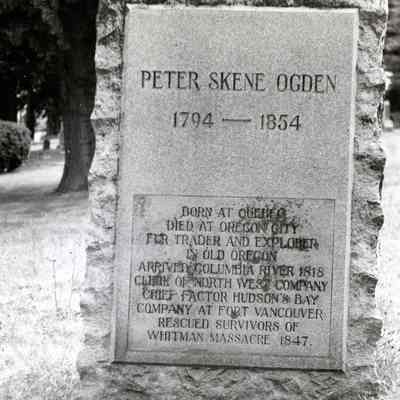 PETER SKENE OGDEN
1794 — 1854
BORN AT QUEBEC
DIED AT OREGON CITY
FUR TRADER AND EXPLORER
IN OLD OREGON
ARRIVED COLUMBIA RIVER 1818
CLERK OF NORTH WEST COMPANY
CHIEF FACTOR HUDSON'S BAY
COMPANY AT FORT VANCOUVER
RESCUED SURVIVORS OF
WHITMAN MASSACRE 1847.